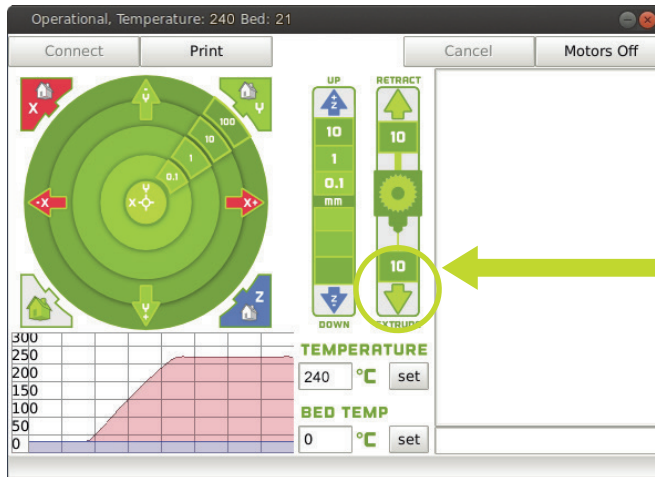 Operational, Temperature: 240 Bed: 21
Connect Print Cancel Motors Off
UP RETRACT
X Y
-Y
+Z
100
10
1
0.1
10
1
0.1
mm
10
-X
X+
Y
X
10
Z
Y+
-Z
DOWN EXTRUDE
300
250
200
150
100
50
0
TEMPERATURE
240 °C set
BED TEMP
0 °C set